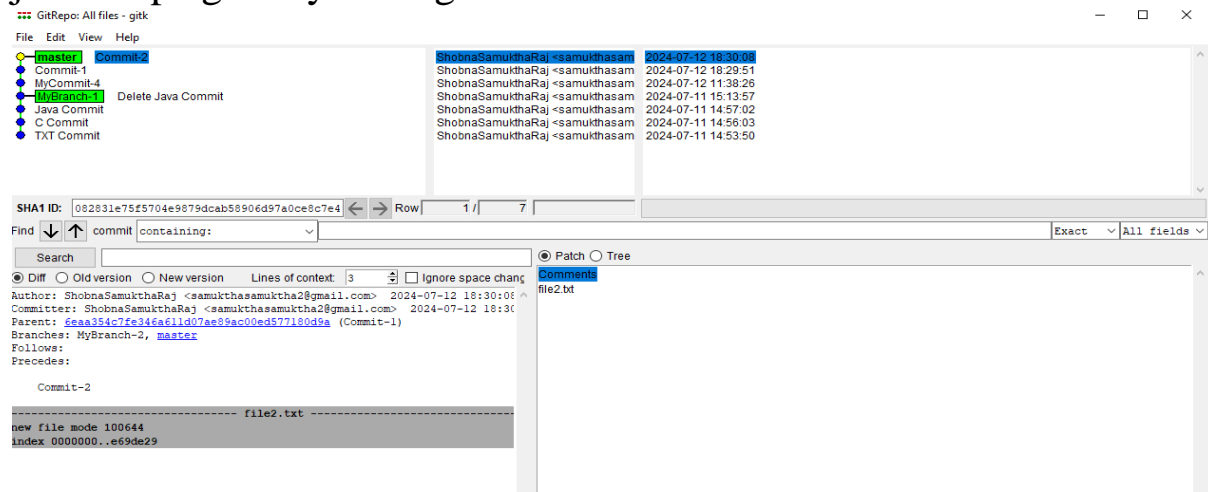 GitRepo: All files - gitk
File Edit View Help
master Commit-2 ShobnaSamukthaRaj <samukthasam 2024-07-12 18:30:08
Commit-1 ShobnaSamukthaRaj <samukthasam 2024-07-12 18:29:51
MyCommit-4 ShobnaSamukthaRaj <samukthasam 2024-07-12 11:38:26
MyBranch-1 Delete Java Commit ShobnaSamukthaRaj <samukthasam 2024-07-11 15:13:57
Java Commit ShobnaSamukthaRaj <samukthasam 2024-07-11 14:57:02
C Commit ShobnaSamukthaRaj <samukthasam 2024-07-11 14:56:03
TXT Commit ShobnaSamukthaRaj <samukthasam 2024-07-11 14:53:50
SHA1 ID: 082831e75f5704e9879dcab58906d97a0ce8c7e4 Row 1 / 7
Find commit containing: Exact All fields
Search Patch Tree
Diff Old version New version Lines of context: 3 Ignore space chang
Comments
file2.txt
Author: ShobnaSamukthaRaj <samukthasamuktha2@gmail.com> 2024-07-12 18:30:08
Committer: ShobnaSamukthaRaj <samukthasamuktha2@gmail.com> 2024-07-12 18:30
Parent: 6eaa354c7fe346a611d07ae89ac00ed577180d9a (Commit-1)
Branches: MyBranch-2, master
Follows:
Precedes:
Commit-2
---------------------------------- file2.txt ----------------------------------
new file mode 100644
index 0000000..e69de29